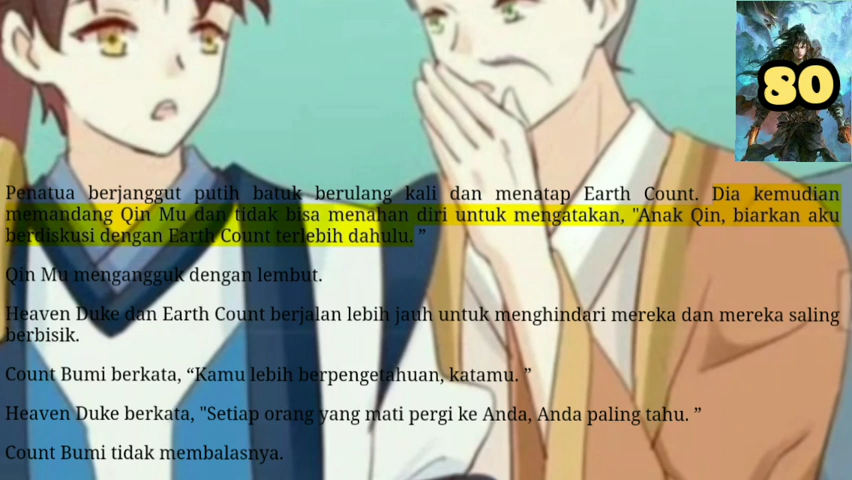 80
Penatua berjanggut putih batuk berulang kali dan menatap Earth Count. Dia kemudian
memandang Qin Mu dan tidak bisa menahan diri untuk mengatakan, "Anak Qin, biarkan aku
berdiskusi dengan Earth Count terlebih dahulu. ”
Qin Mu mengangguk dengan lembut.
Heaven Duke dan Earth Count berjalan lebih jauh untuk menghindari mereka dan mereka saling
berbisik.
Count Bumi berkata, “Kamu lebih berpengetahuan, katamu. ”
Heaven Duke berkata, "Setiap orang yang mati pergi ke Anda, Anda paling tahu. ”
Count Bumi tidak membalasnya.